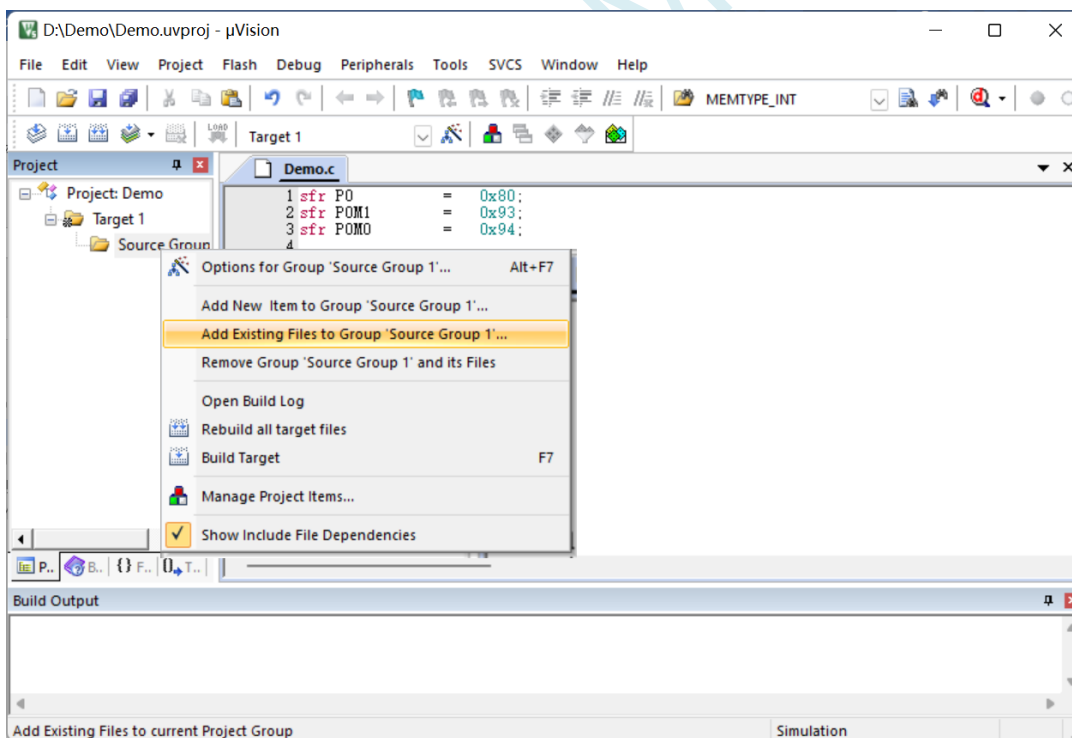 D:\Demo\Demo.uvproj - µVision
File Edit View Project Flash Debug Peripherals Tools SVCS Window Help
MEMTYPE_INT
LOAD Target 1
Project
Demo.c
Project: Demo
Target 1
Source Group
1 sfr P0 = 0x80;
2 sfr P0M1 = 0x93;
3 sfr P0M0 = 0x94;
4
Options for Group 'Source Group 1'... Alt+F7
Add New Item to Group 'Source Group 1'...
Add Existing Files to Group 'Source Group 1'...
Remove Group 'Source Group 1' and its Files
Open Build Log
Rebuild all target files
Build Target F7
Manage Project Items...
Show Include File Dependencies
P.. B.. {} F.. T..
Build Output
Add Existing Files to current Project Group Simulation